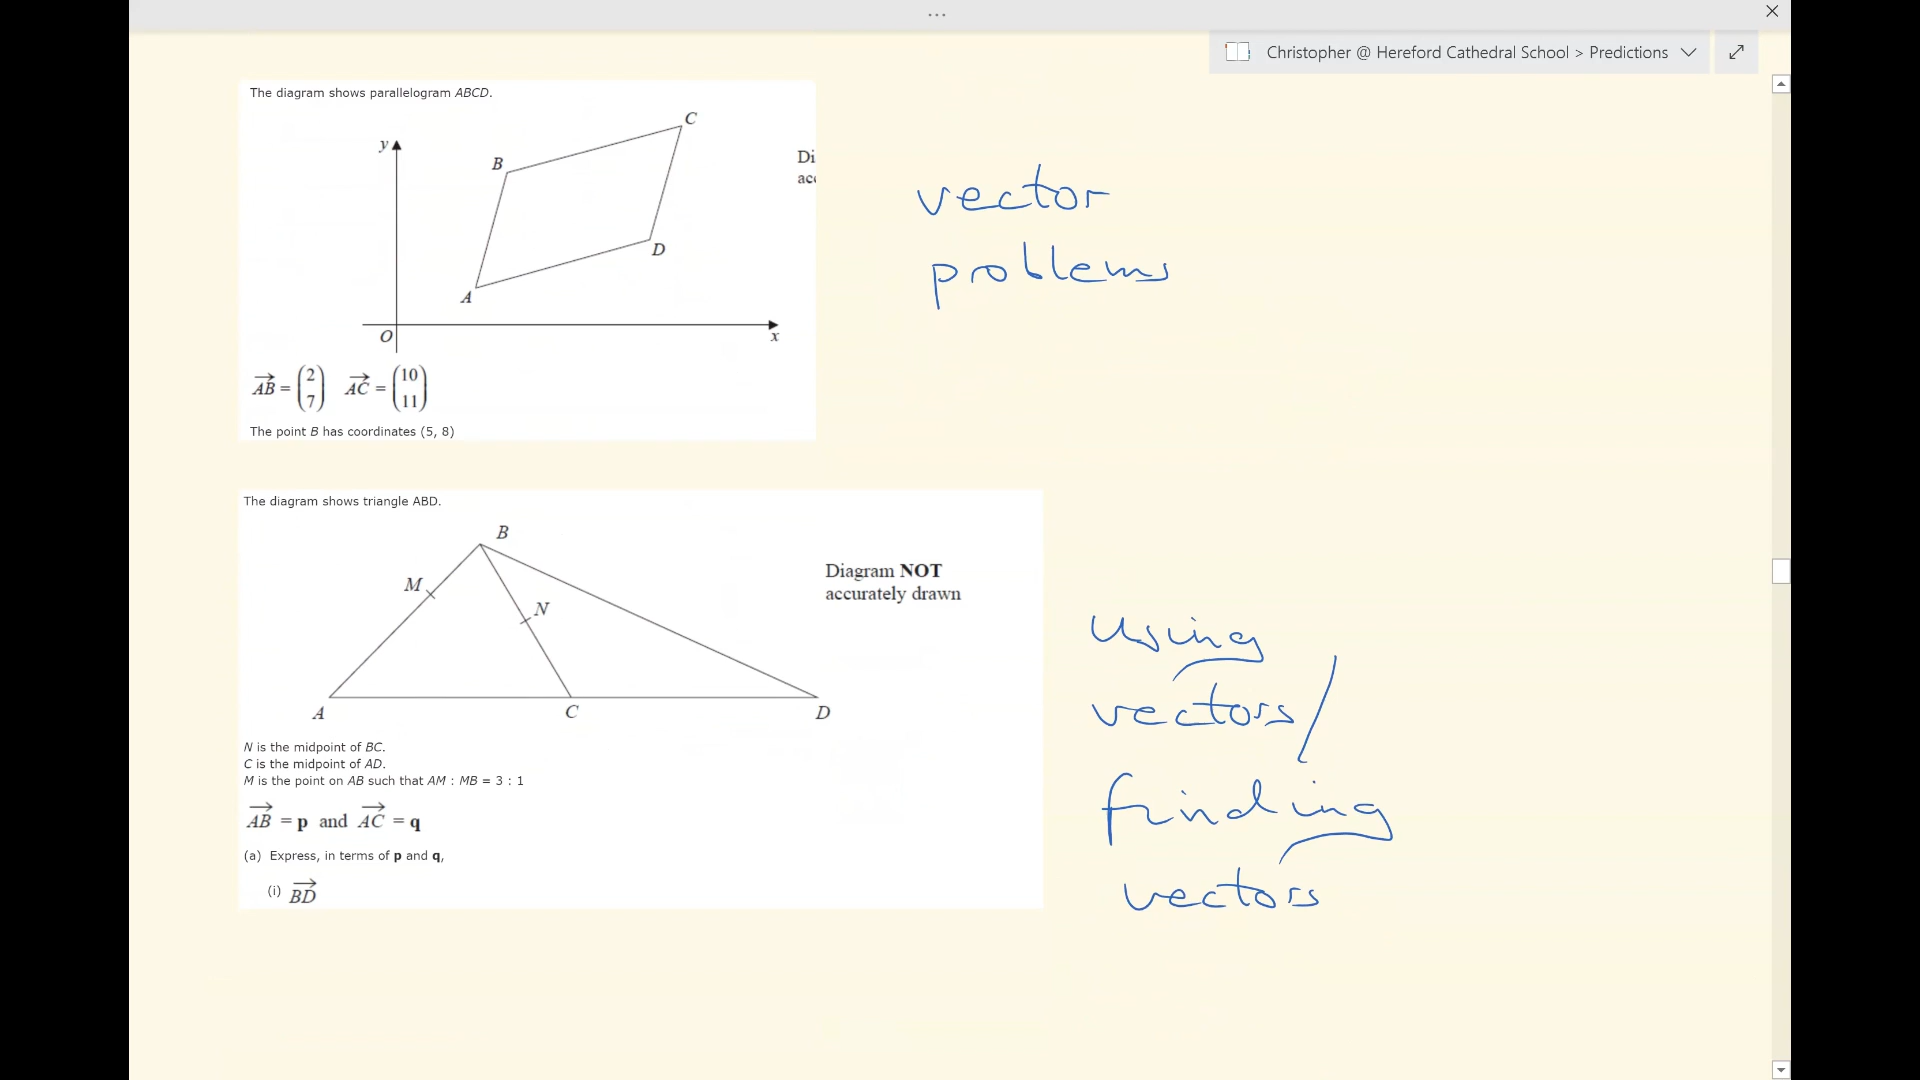 ...
Christopher @ Hereford Cathedral School > Predictions
The diagram shows parallelogram ABCD.
C
y
B
Di
acc
D
A
O
x
AB = (2 7) AC = (10 11)
The point B has coordinates (5, 8)
vector
problems
The diagram shows triangle ABD.
B
M
N
Diagram NOT
accurately drawn
A
C
D
N is the midpoint of BC.
C is the midpoint of AD.
M is the point on AB such that AM : MB = 3 : 1
AB = p and AC = q
(a) Express, in terms of p and q,
(i) BD
using
vectors/
finding
vectors